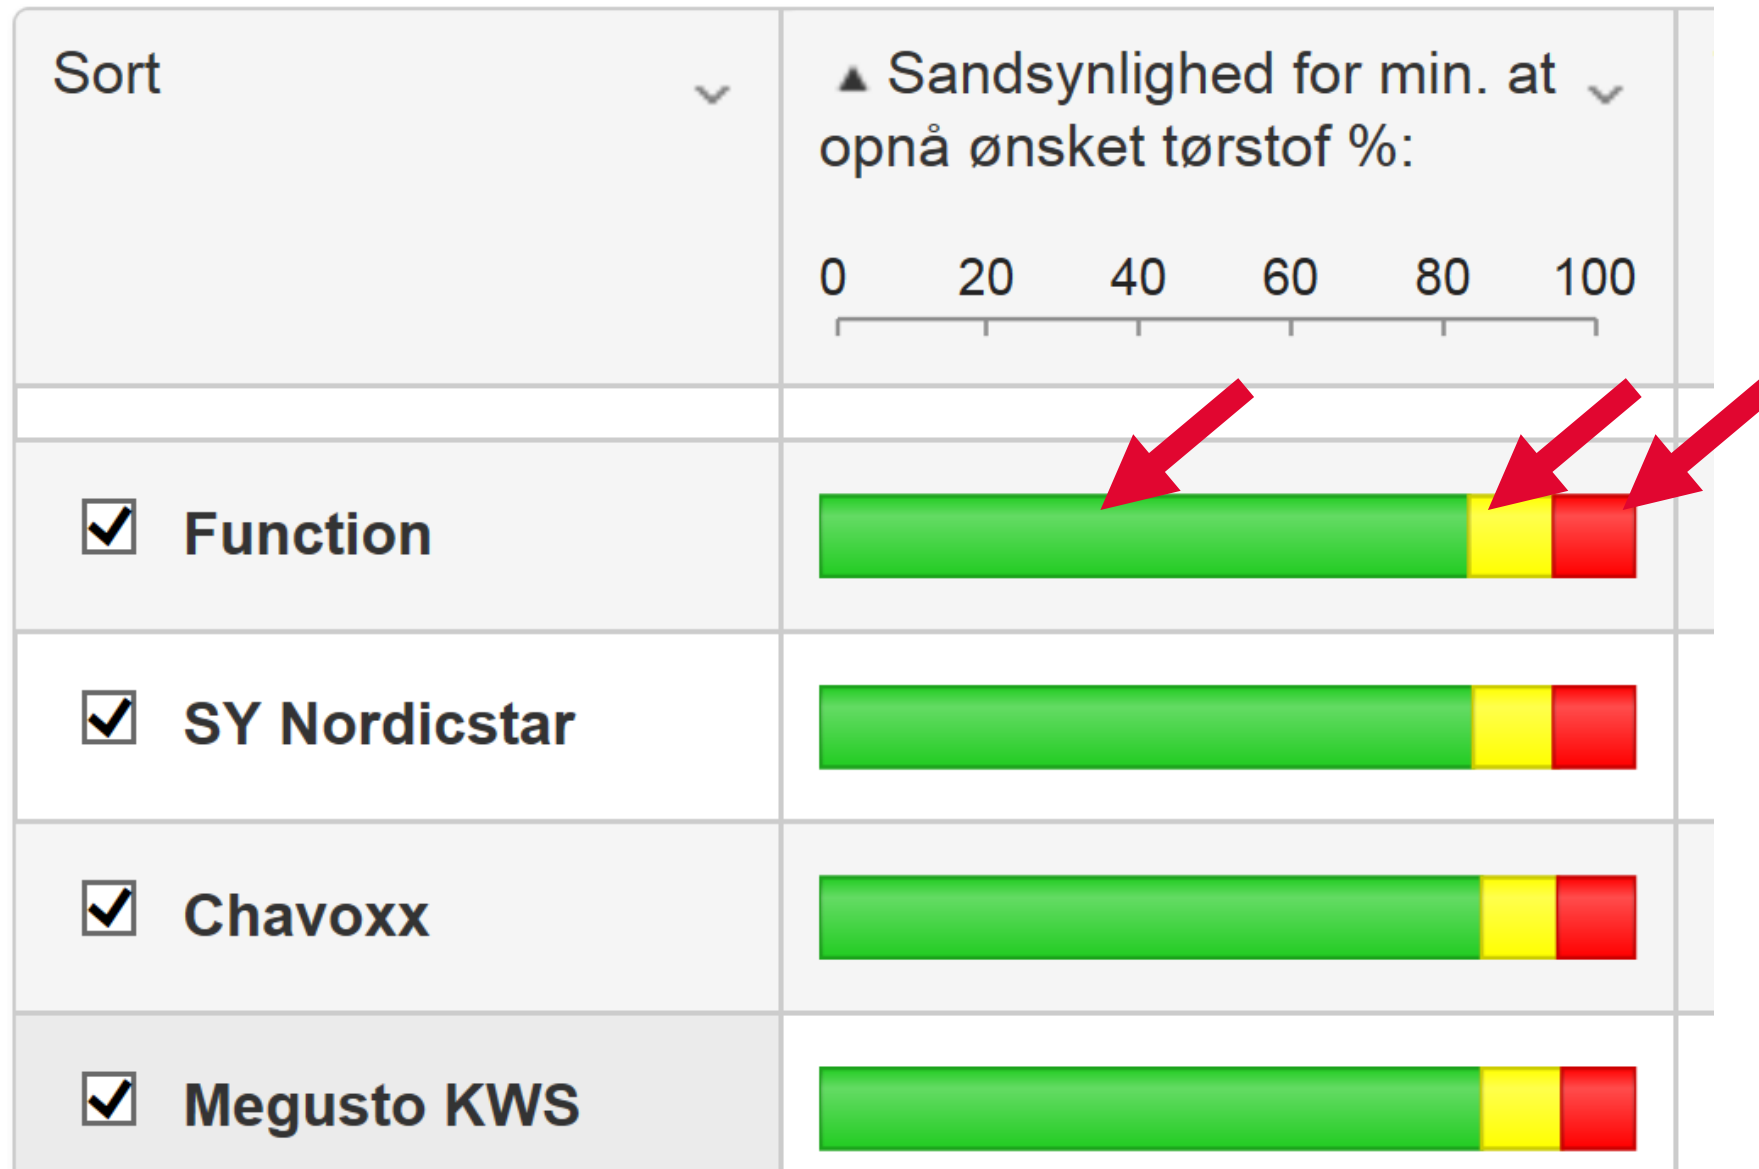 Sort
▲ Sandsynlighed for min. at
opnå ønsket tørstof %:
0 20 40 60 80 100
Function
SY Nordicstar
Chavoxx
Megusto KWS